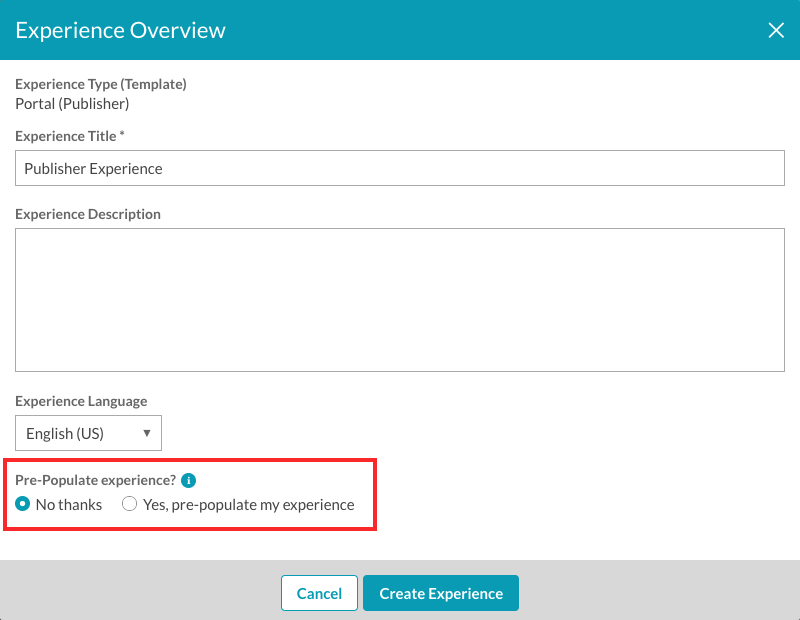 Experience Overview
Experience Type (Template)
Portal (Publisher)
Experience Title *
Publisher Experience
Experience Description
Experience Language
English (US)
Pre-Populate experience? i
No thanks Yes, pre-populate my experience
Cancel Create Experience